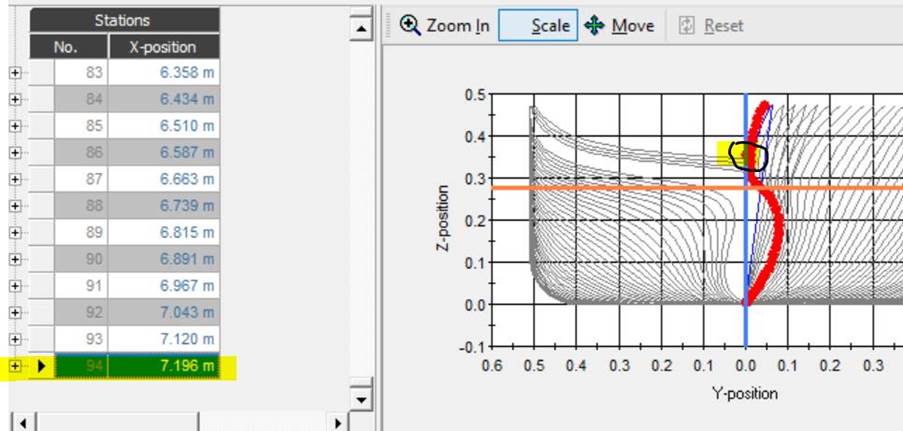 Stations
No. X-position
83 6.358 m
84 6.434 m
85 6.510 m
86 6.587 m
87 6.663 m
88 6.739 m
89 6.815 m
90 6.891 m
91 6.967 m
92 7.043 m
93 7.120 m
94 7.196 m
Zoom In Scale Move Reset
0.5
0.4
0.3
0.2
0.1
0.0
-0.1
Z-position
0.6 0.5 0.4 0.3 0.2 0.1 0.0 0.1 0.2 0.3
Y-position